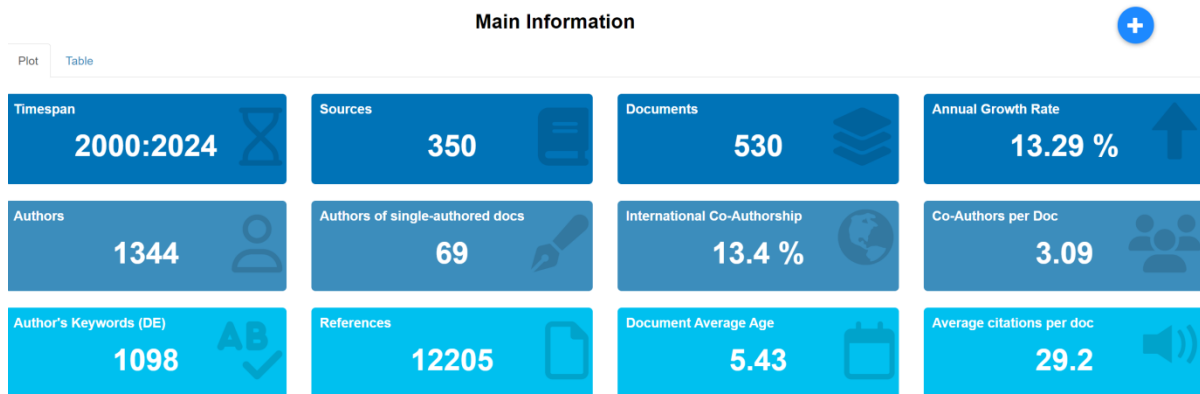 Main Information
Plot Table
Timespan
2000:2024
Sources
350
Documents
530
Annual Growth Rate
13.29 %
Authors
1344
Authors of single-authored docs
69
International Co-Authorship
13.4 %
Co-Authors per Doc
3.09
Author's Keywords (DE)
1098
AB
References
12205
Document Average Age
5.43
Average citations per doc
29.2